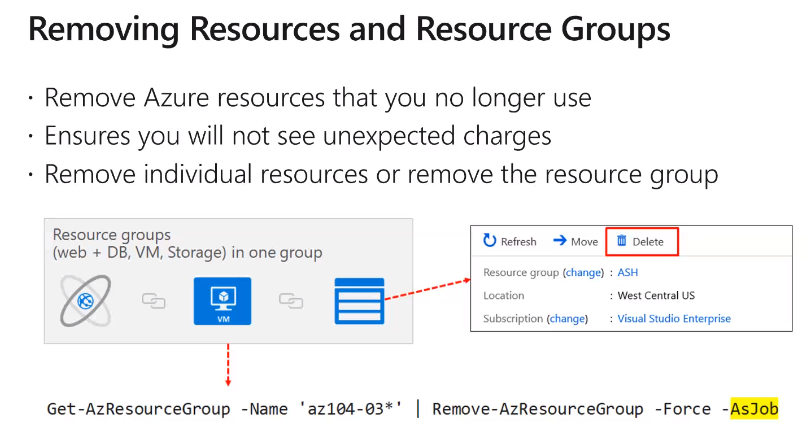 Removing Resources and Resource Groups
· Remove Azure resources that you no longer use
· Ensures you will not see unexpected charges
· Remove individual resources or remove the resource group
Resource groups
(web + DB, VM, Storage) in one group
VM
Refresh Move Delete
Resource group (change) : ASH
Location : West Central US
Subscription (change) : Visual Studio Enterprise
Get-AzResourceGroup -Name 'az104-03*' | Remove-AzResourceGroup -Force -AsJob